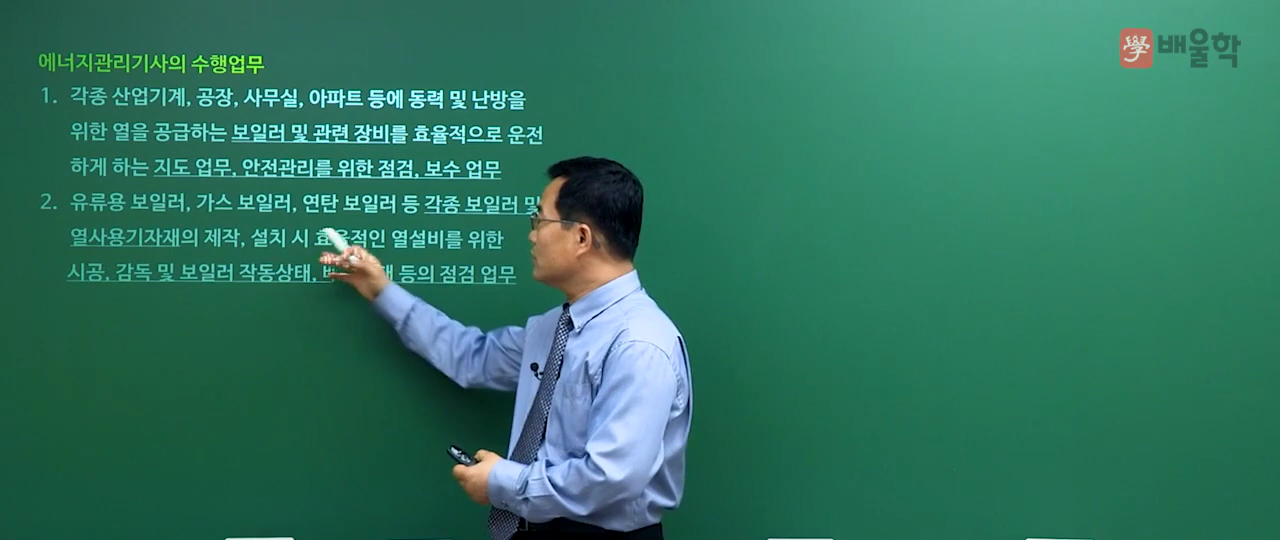 學 배울학
에너지관리기사의 수행업무
1. 각종 산업기계, 공장, 사무실, 아파트 등에 동력 및 난방을
위한 열을 공급하는 보일러 및 관련 장비를 효율적으로 운전
하게 하는 지도 업무, 안전관리를 위한 점검, 보수 업무
2. 유류용 보일러, 가스 보일러, 연탄 보일러 등 각종 보일러 및
열사용기자재의 제작, 설치 시 효율적인 열설비를 위한
시공, 감독 및 보일러 작동상태, 등의 점검 업무